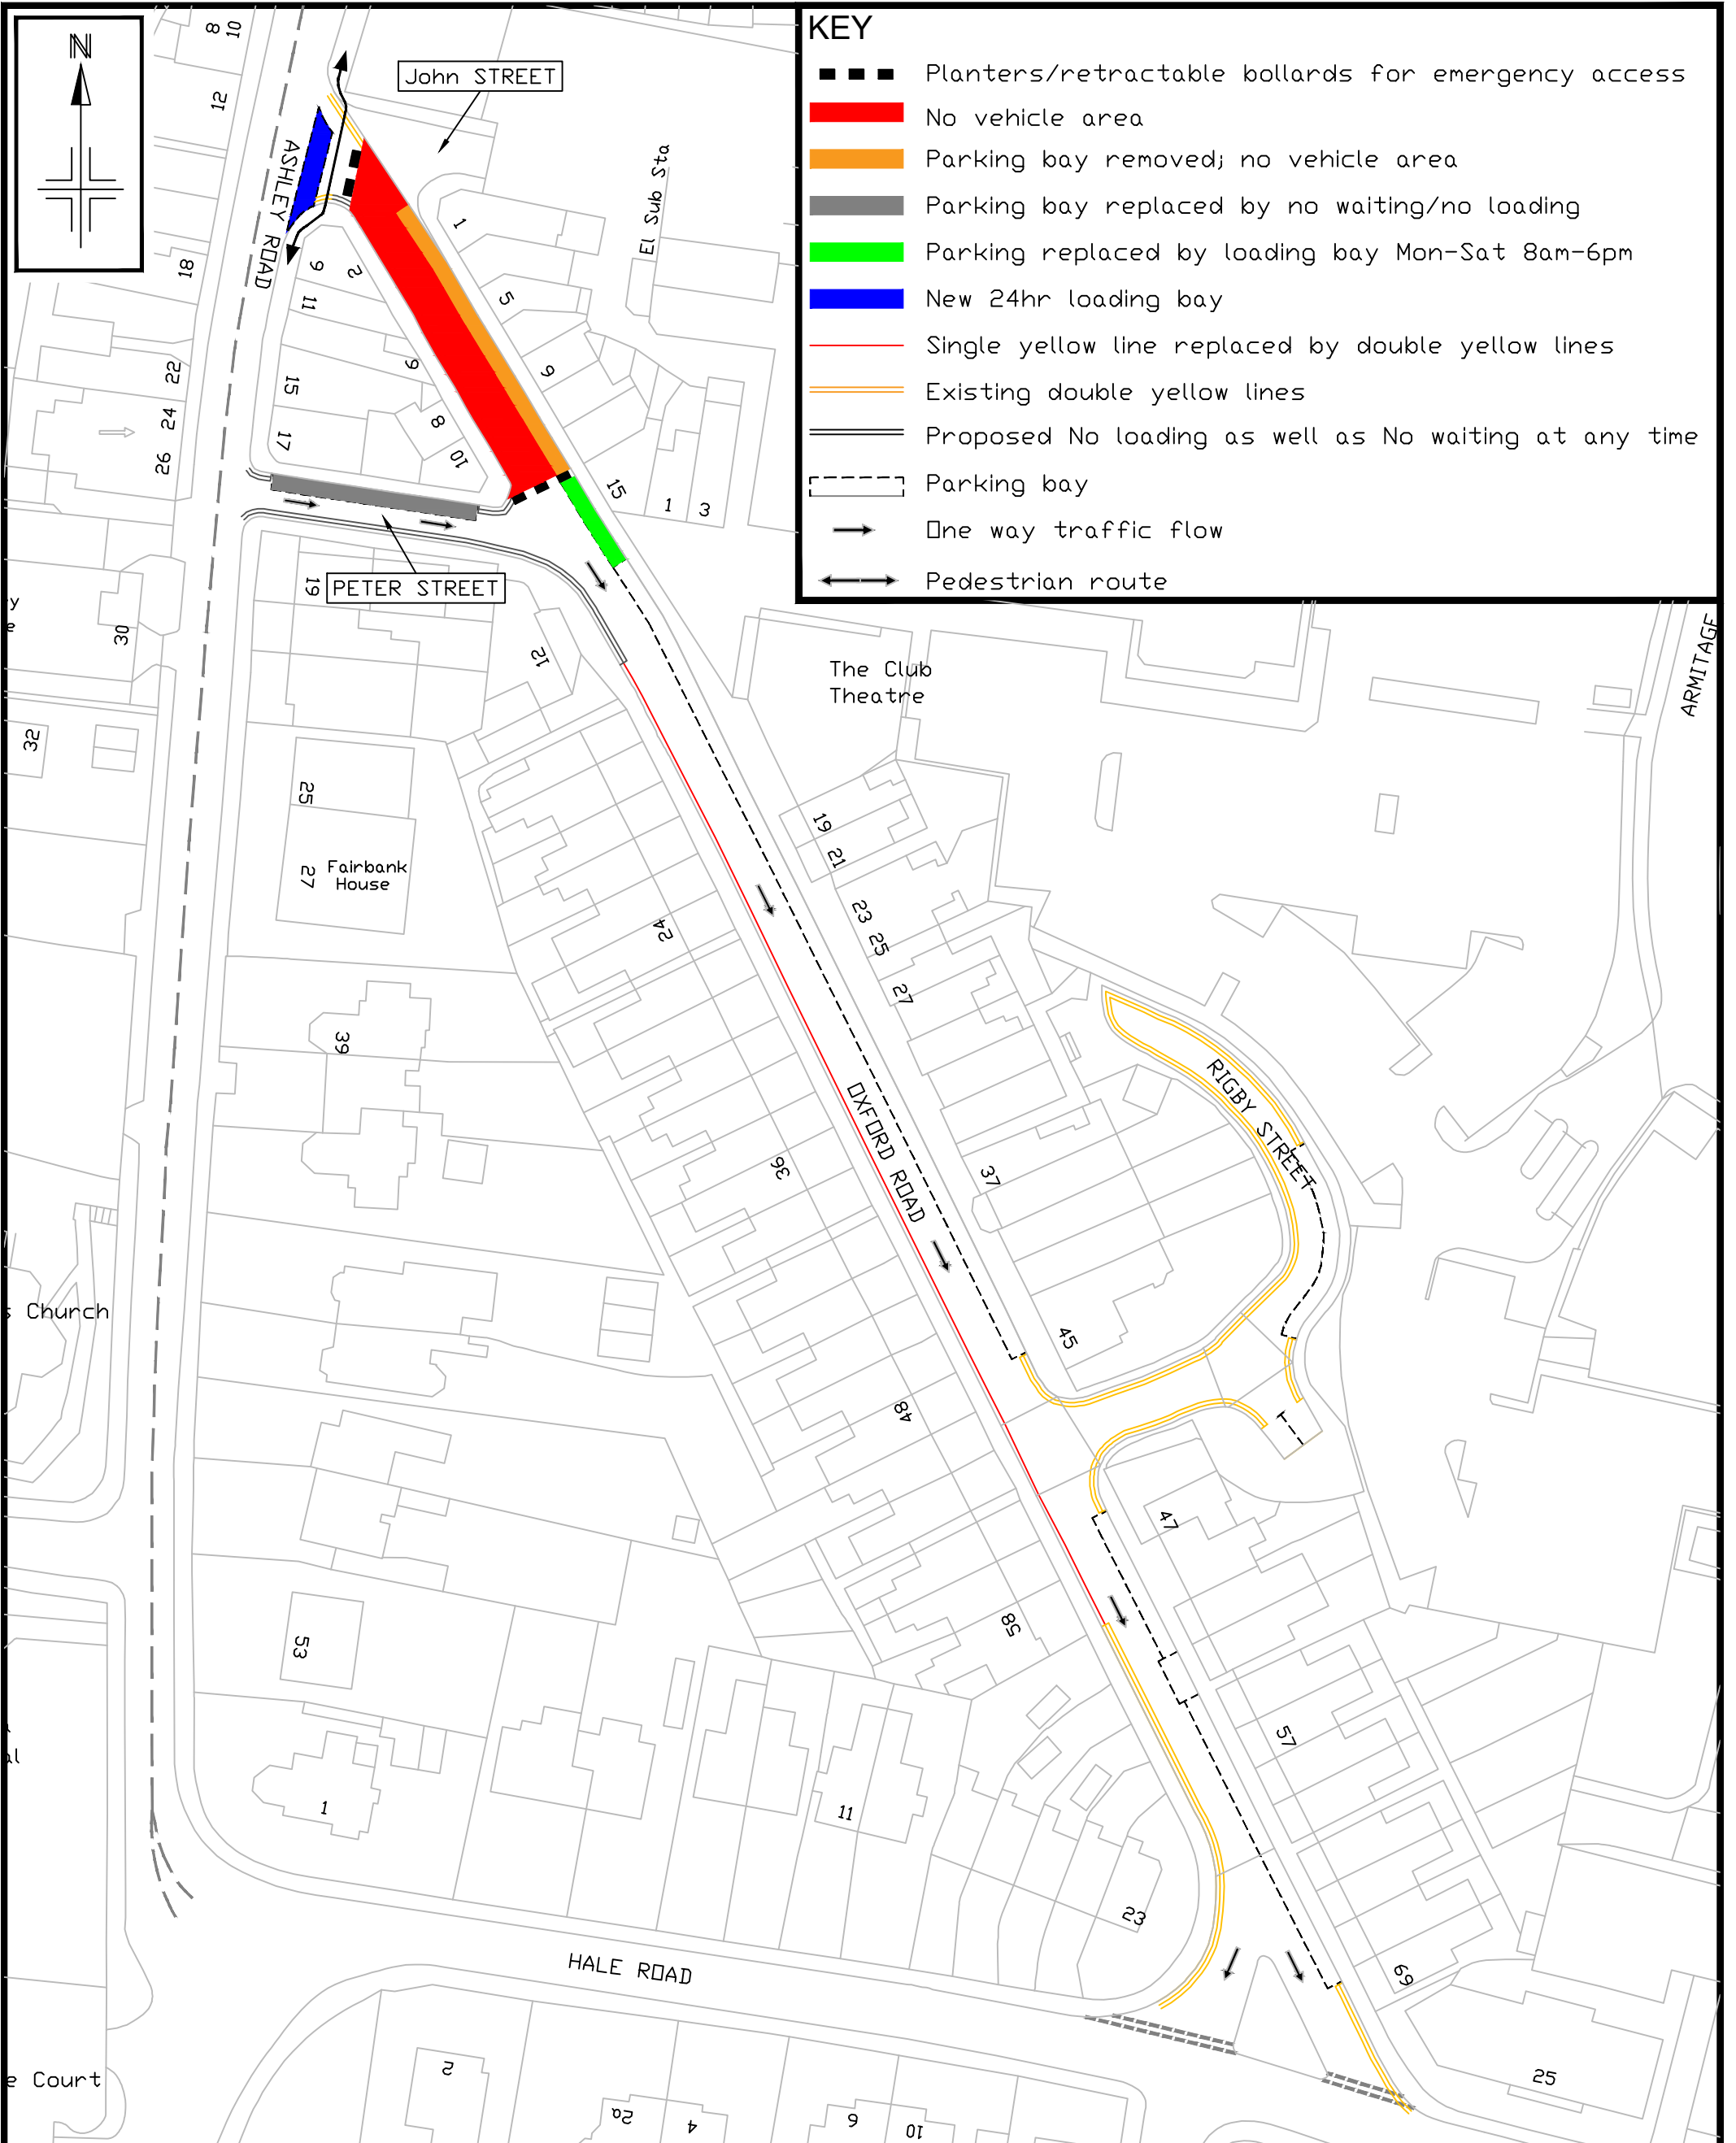 N
KEY
Planters/retractable bollards for emergency access
No vehicle area
Parking bay removed; no vehicle area
Parking bay replaced by no waiting/no loading
Parking replaced by loading bay Mon-Sat 8am-6pm
New 24hr loading bay
Single yellow line replaced by double yellow lines
Existing double yellow lines
Proposed No loading as well as No waiting at any time
Parking bay
One way traffic flow
Pedestrian route
8
10
12
John STREET
ASHLEY ROAD
El Sub Sta
1
18
9
2
11
5
22
15
6
9
24
8
17
26
10
15
1
3
PETER STREET
19
30
12
The Club
Theatre
ARMITAGE
32
25
19
21
27
Fairbank
House
23
25
24
27
39
RIGBY STREET
OXFORD ROAD
36
37
s Church
45
48
47
58
53
57
al
1
11
23
HALE ROAD
69
2
e Court
25
2a
4
6
10